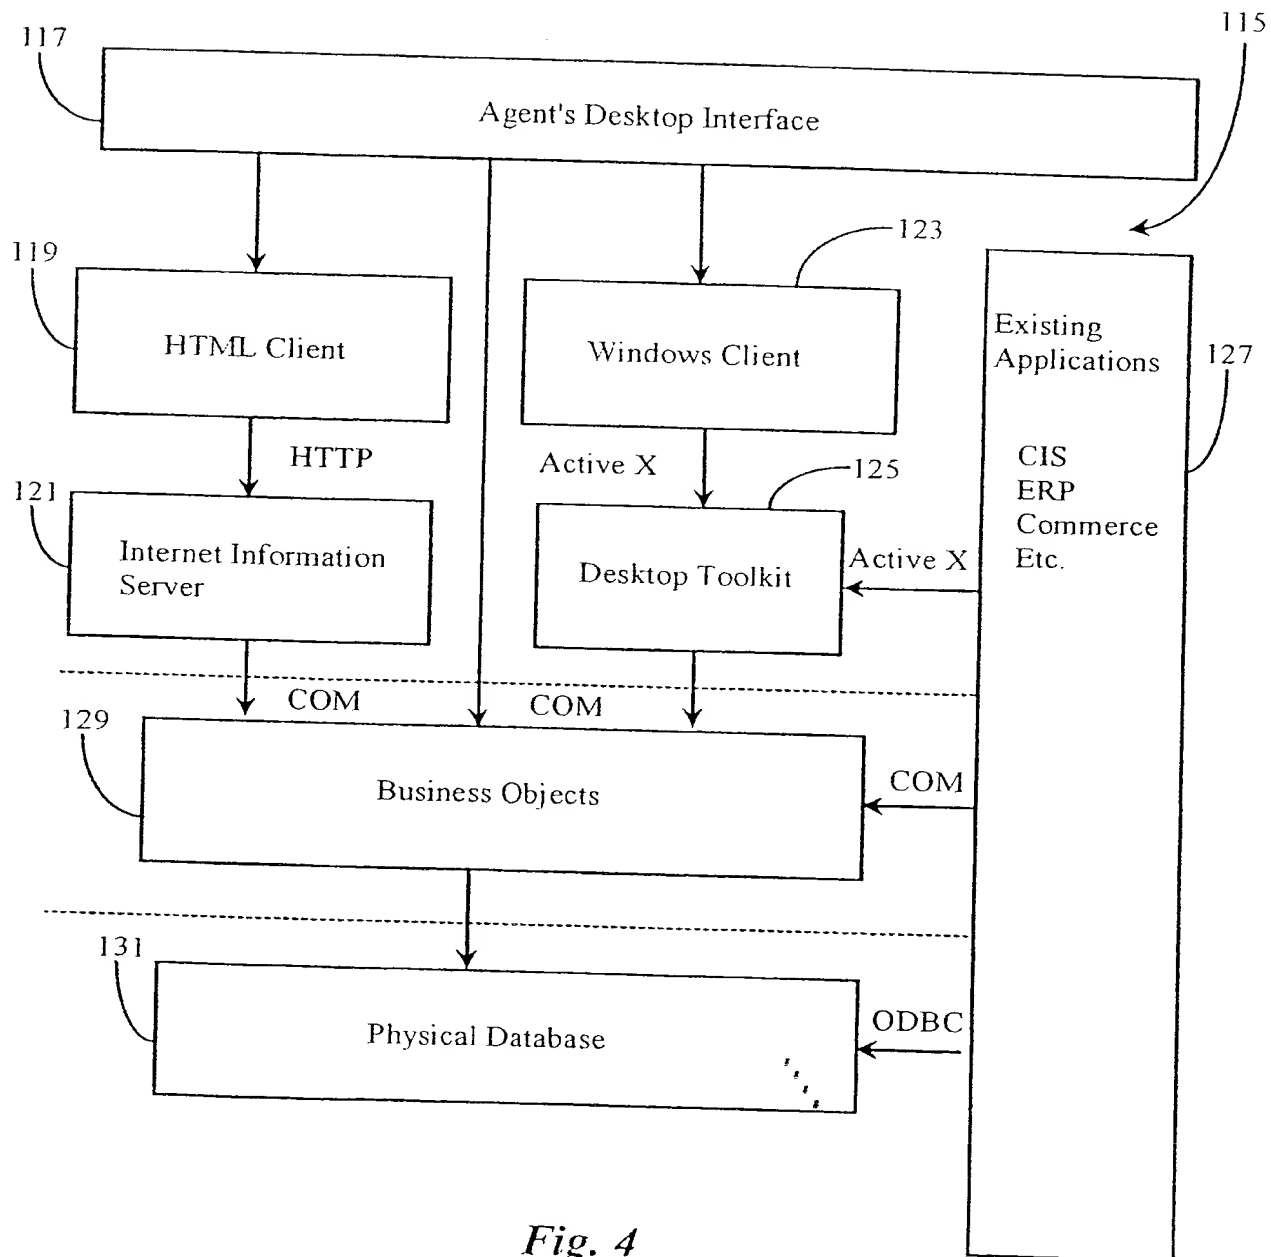 115
117
Agent's Desktop Interface
123
119
HTML Client
Windows Client
Existing
Applications
127
HTTP
Active X
125
CIS
ERP
Commerce
Etc.
121
Internet Information
Server
Desktop Toolkit
Active X
COM
COM
129
Business Objects
COM
131
Physical Database
ODBC
Fig. 4